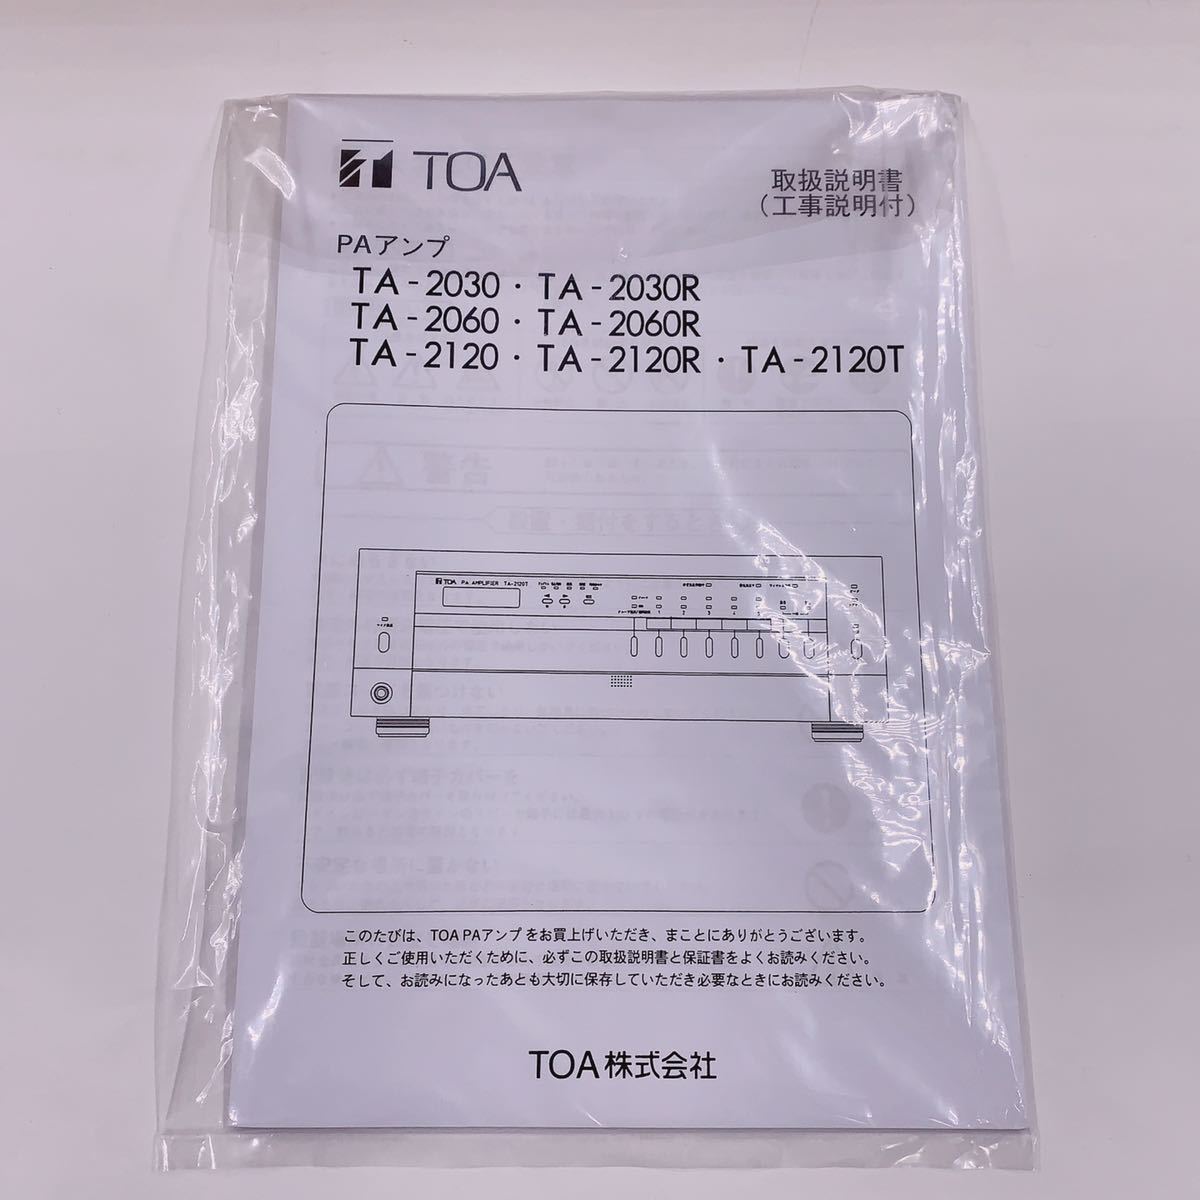 TOA
取扱説明書
(工事説明付)
PAアンプ
TA-2030・TA-2030R
TA-2060・TA-2060R
TA-2120・TA-2120R・TA-2120T
警告
TOA PA AMPLIFIER TA-2120T
1 2 3 4
このたびは、TOA PAアンプをお買上げいただき、まことにありがとうございます。
正しくご使用いただくために、必ずこの取扱説明書と保証書をよくお読みください。
そして、お読みになったあとも大切に保存していただき必要なときにお読みください。
TOA株式会社